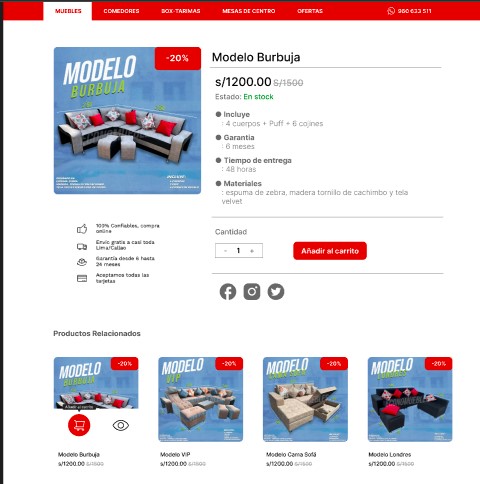 MUEBLES COMEDORES BOX-TARIMAS MESAS DE CENTRO OFERTAS 960 633 511
-20%
MODELO
BURBUJA
Modelo Burbuja
s/1200.00 S/1500
Estado: En stock
Incluye
: 4 cuerpos + Puff + 6 cojines
Garantía
: 6 meses
Tiempo de entrega
: 48 horas
Materiales
: espuma de zebra, madera tornillo de cachimbo y tela
velvet
100% Confiables, compra
online
Envío gratis a casi toda
Lima/Callao
Garantía desde 6 hasta
24 meses
Aceptamos todas las
tarjetas
Cantidad
- 1 +
Añadir al carrito
Productos Relacionados
-20%
MODELO
BURBUJA
Añadir al carrito
Modelo Burbuja
s/1200.00 S/1500
-20%
MODELO
VIP
Modelo VIP
s/1200.00 S/1500
-20%
MODELO
Modelo Cama Sofá
s/1200.00 S/1500
-20%
MODELO
LONDRES
Modelo Londres
s/1200.00 S/1500